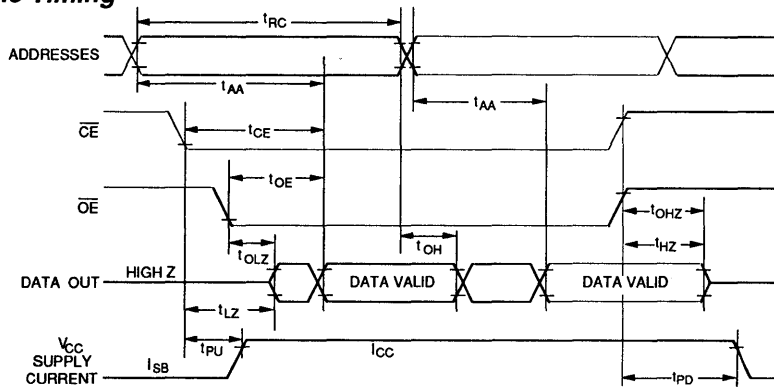 Timing
tRC
ADDRESSES
tAA
tAA
tCE
CE
tOE
OE
tOHZ
tOLZ
tOH
tHZ
HIGH Z
DATA OUT
DATA VALID
DATA VALID
tLZ
VCC
SUPPLY
CURRENT
tPU
ISB
ICC
tPD